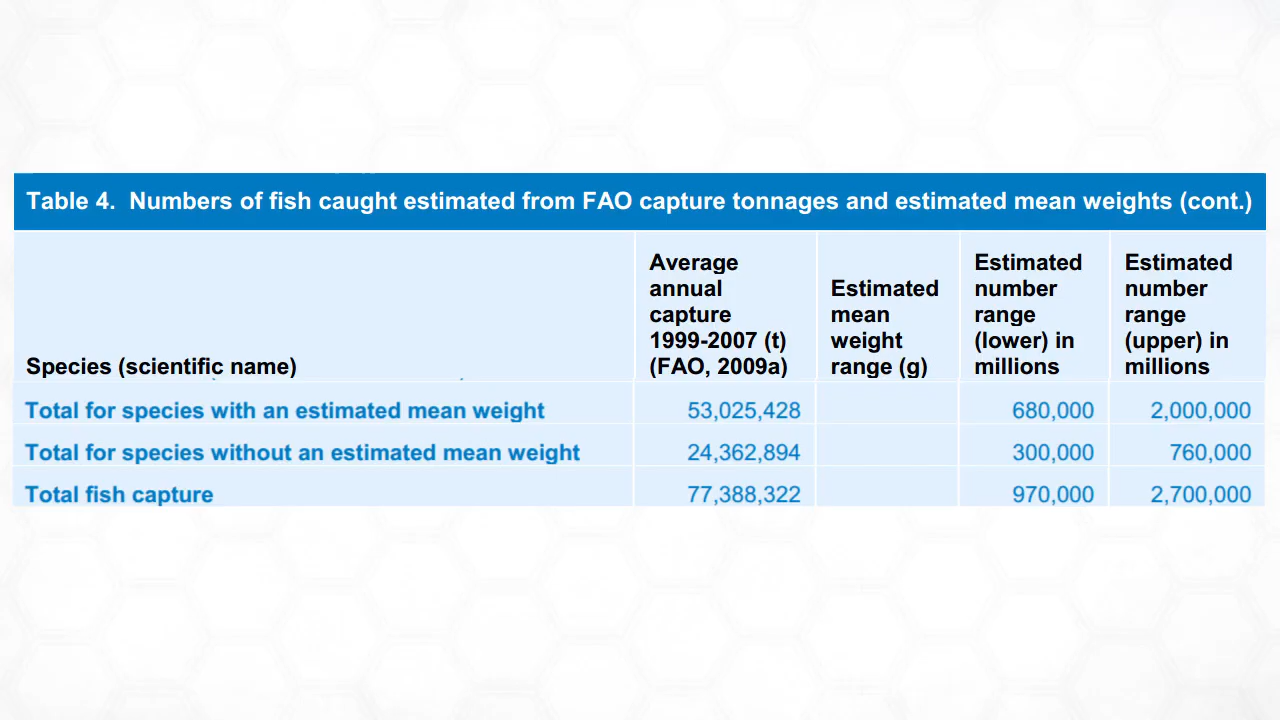 Table 4.  Numbers of fish caught estimated from FAO capture tonnages and estimated mean weights (cont.)
Species (scientific name)
Average
annual
capture
1999-2007 (t)
(FAO, 2009a)
Estimated
mean
weight
range (g)
Estimated
number
range
(lower) in
millions
Estimated
number
range
(upper) in
millions
Total for species with an estimated mean weight 53,025,428 680,000 2,000,000
Total for species without an estimated mean weight 24,362,894 300,000 760,000
Total fish capture 77,388,322 970,000 2,700,000